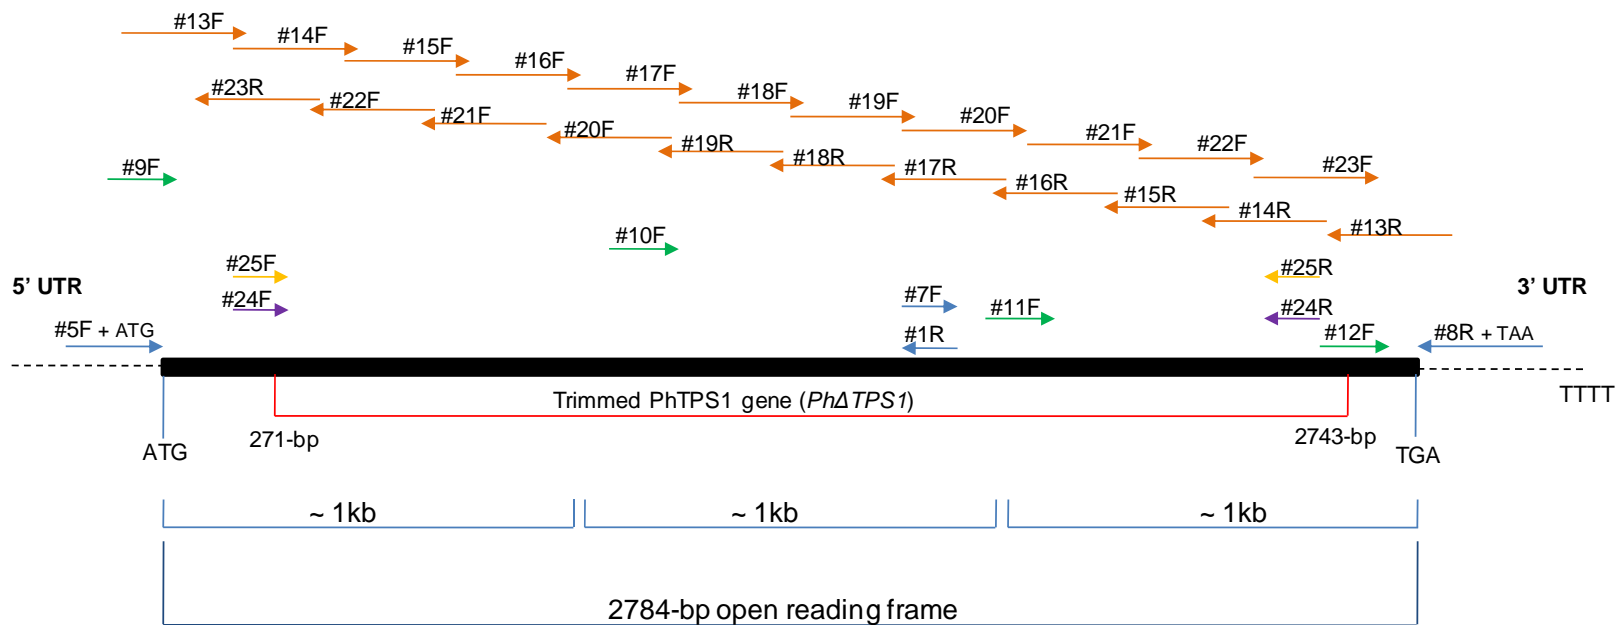 #13F
#14F
#15F
#16F
#17F
#18F
#19F
#20F
#21F
#22F
#23F
#23R
#22F
#21F
#20F
#19R
#18R
#17R
#16R
#15R
#14R
#13R
#9F
#10F
#25F
#25R
5' UTR
3' UTR
#24F
#7F
#11F
#24R
#5F + ATG
#1R
#12F
#8R + TAA
TTTT
Trimmed PhTPS1 gene (PhΔTPS1)
271-bp
2743-bp
ATG
TGA
~ 1kb
~ 1kb
~ 1kb
2784-bp open reading frame